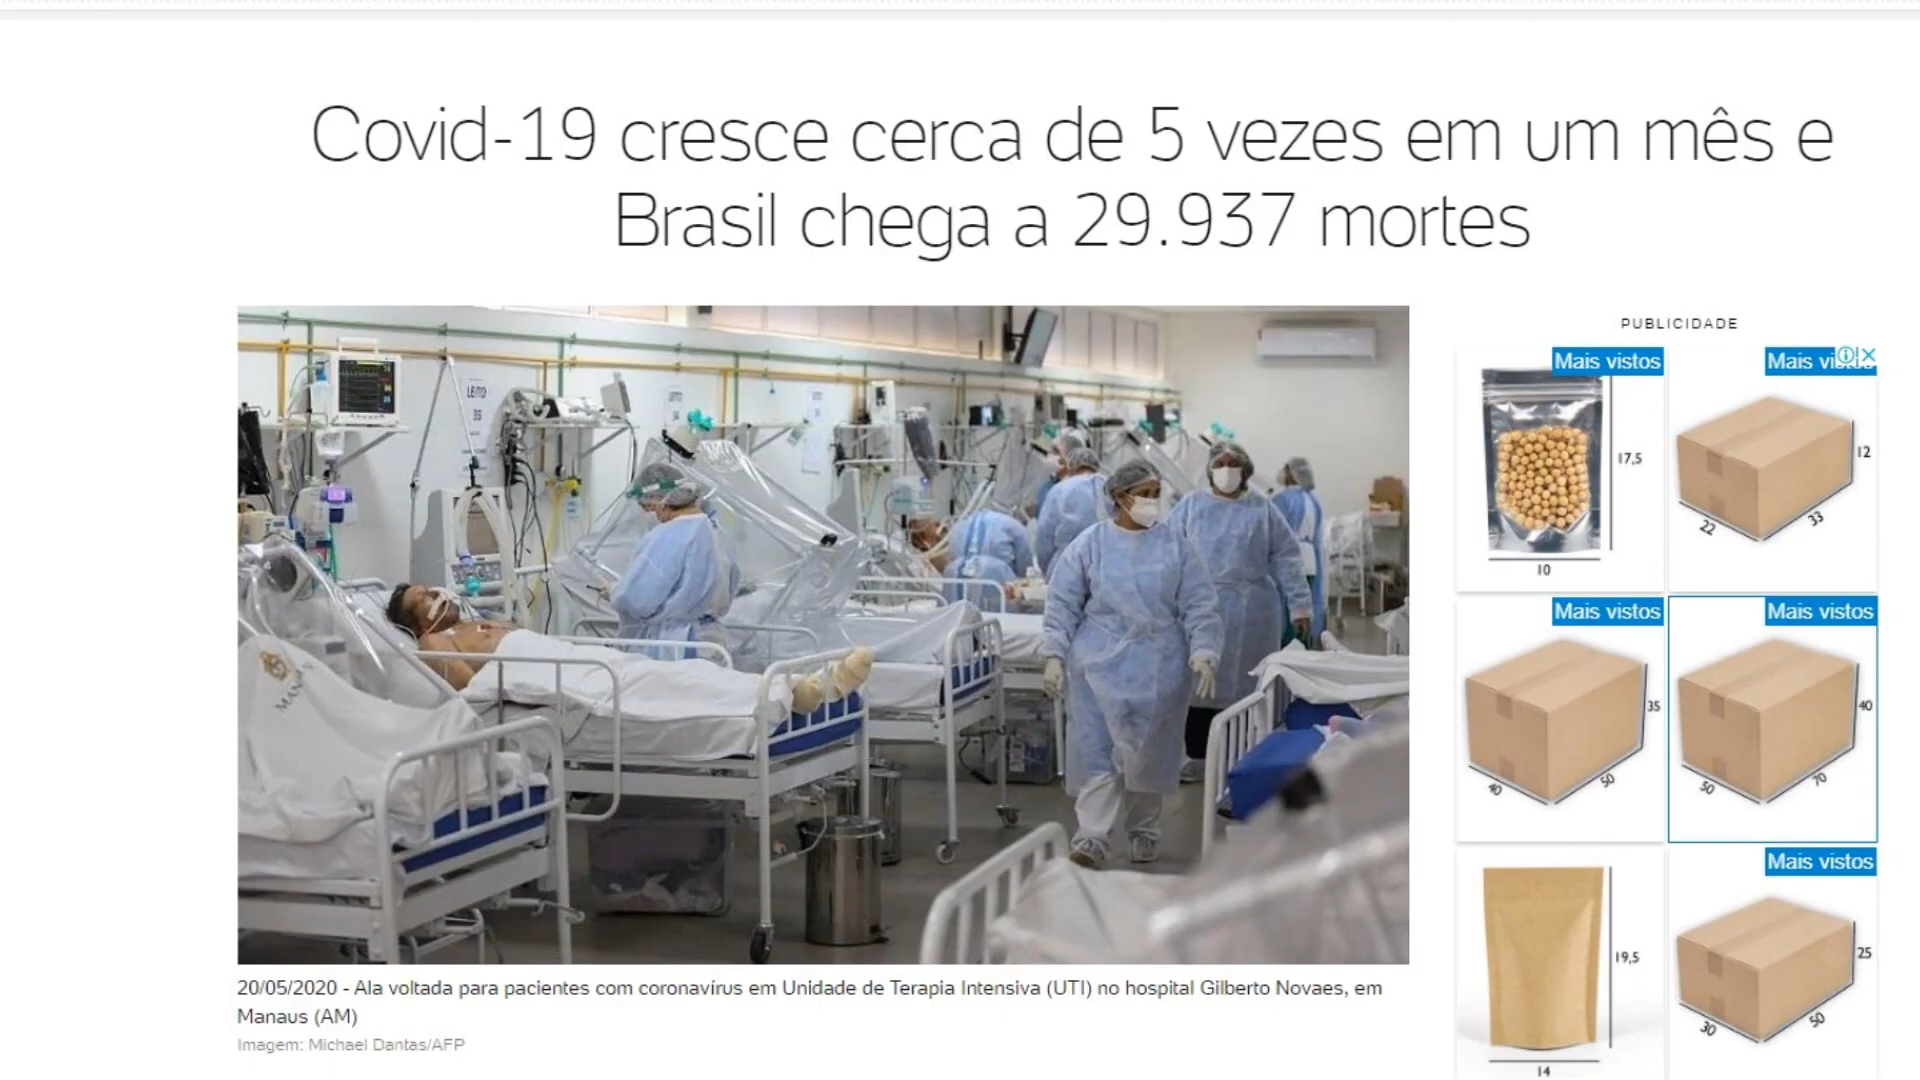 Covid-19 cresce cerca de 5 vezes em um mês e
Brasil chega a 29.937 mortes
PUBLICIDADE
Mais vistos
17,5
10
Mais
12
22
33
Mais vistos
35
40
50
Mais vistos
40
50
70
19,5
14
Mais vistos
25
30
50
LEITO
35
20/05/2020 - Ala voltada para pacientes com coronavírus em Unidade de Terapia Intensiva (UTI) no hospital Gilberto Novaes, em
Manaus (AM)
Imagem: Michael Dantas/AFP